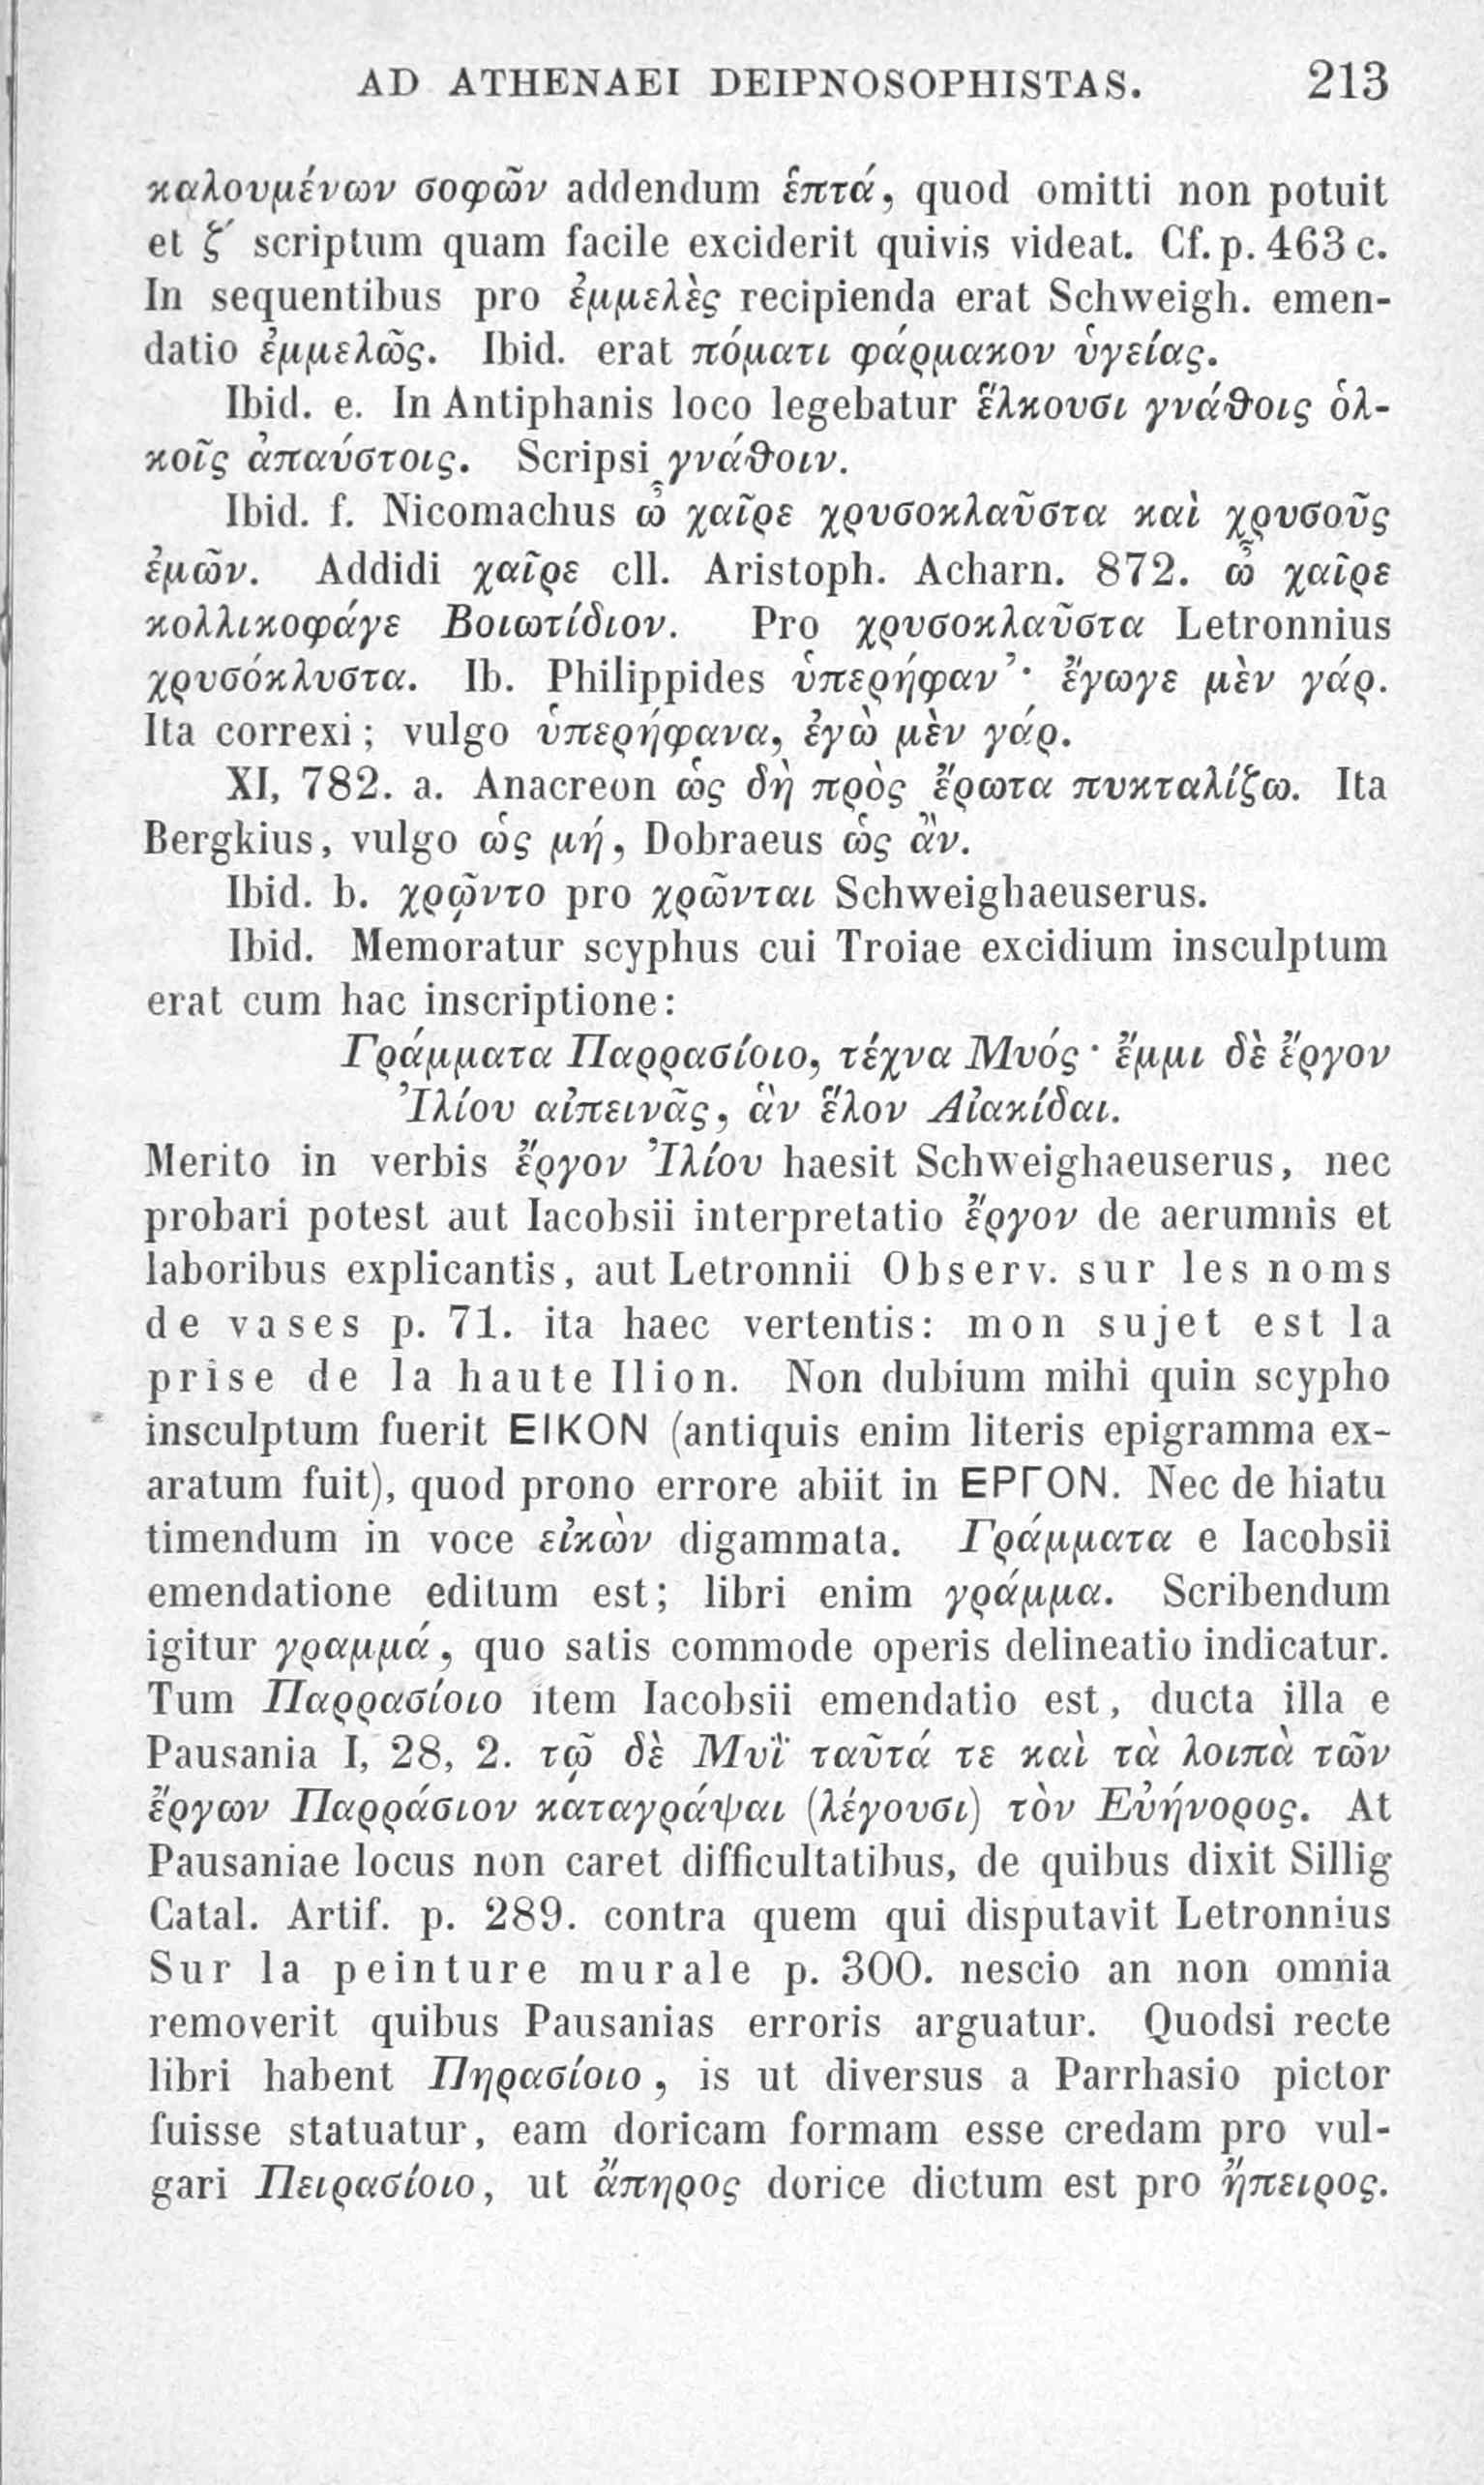 AD ATHENAEI DEIPNOSOPHISTAS. 213
καλουμένων σοφῶν addendum ἑπτά, quod omitti non potuit
et ζ´ scriptum quam facile exciderit quivis videat. Cf. p. 463 c.
In sequentibus pro ἐμμελὲς recipienda erat Schweigh. emen-
datio ἐμμελῶς. Ibid. erat πόματι φάρμακον ὑγείας.
Ibid. e. In Antiphanis loco legebatur ἕλκουσι γνάθοις ὁλ-
κοῖς ἀπαύστοις. Scripsi γνάθοιν.
Ibid. f. Nicomachus ὦ χαῖρε χρυσοκλαῦστα καὶ χρυσοῦς
ἐμῶν. Addidi χαῖρε cll. Aristoph. Acharn. 872. ὦ χαῖρε
κολλικοφάγε Βοιωτίδιον. Pro χρυσοκλαῦστα Letronnius
χρυσόκλυστα. Ib. Philippides ὑπερήφαν’· ἔγωγε μὲν γάρ.
Ita correxi; vulgo ὑπερήφανα, ἐγὼ μὲν γάρ.
XI, 782. a. Anacreon ὡς δὴ πρὸς ἔρωτα πυκταλίζω. Ita
Bergkius, vulgo ὡς μή, Dobraeus ὡς ἂν.
Ibid. b. χρῷντο pro χρῶνται Schweighaeuserus.
Ibid. Memoratur scyphus cui Troiae excidium insculptum
erat cum hac inscriptione:
Γράμματα Παρρασίοιο, τέχνα Μυός· ἔμμι δὲ ἔργον
Ἰλίου αἰπεινᾶς, ἃν ἕλον Αἰακίδαι.
Merito in verbis ἔργον Ἰλίου haesit Schweighaeuserus, nec
probari potest aut Iacobsii interpretatio ἔργον de aerumnis et
laboribus explicantis, aut Letronnii Observ. sur les noms
de vases p. 71. ita haec vertentis: mon sujet est la
prise de la haute Ilion. Non dubium mihi quin scypho
insculptum fuerit ΕΙΚΟΝ (antiquis enim literis epigramma ex-
aratum fuit), quod prono errore abiit in ΕΡΓΟΝ. Nec de hiatu
timendum in voce εἰκὼν digammata. Γράμματα e Iacobsii
emendatione editum est; libri enim γράμμα. Scribendum
igitur γραμμά, quo satis commode operis delineatio indicatur.
Tum Παρρασίοιο item Iacobsii emendatio est, ducta illa e
Pausania I, 28, 2. τῷ δὲ Μυῒ ταῦτά τε καὶ τὰ λοιπὰ τῶν
ἔργων Παρράσιον καταγράψαι (λέγουσι) τὸν Εὐήνορος. At
Pausaniae locus non caret difficultatibus, de quibus dixit Sillig
Catal. Artif. p. 289. contra quem qui disputavit Letronnius
Sur la peinture murale p. 300. nescio an non omnia
removerit quibus Pausanias erroris arguatur. Quodsi recte
libri habent Πηρασίοιο, is ut diversus a Parrhasio pictor
fuisse statuatur, eam doricam formam esse credam pro vul-
gari Πειρασίοιο, ut ἄπηρος dorice dictum est pro ἤπειρος.